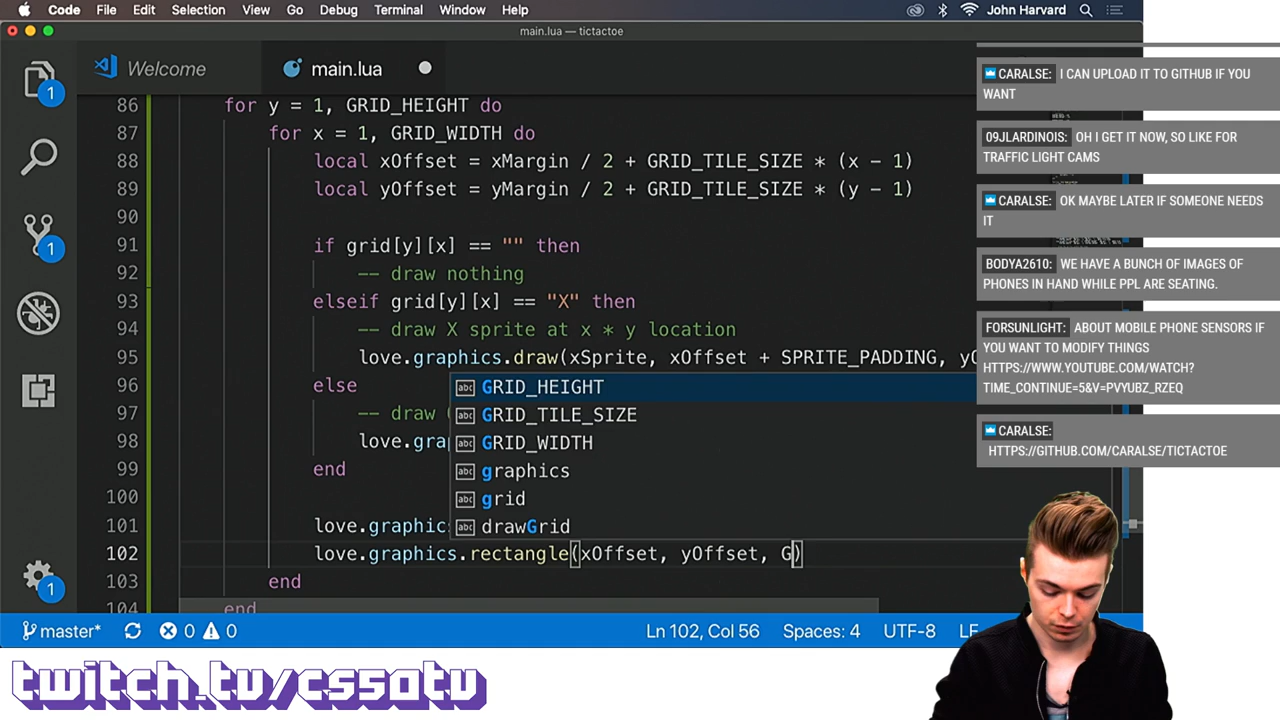 Code File Edit Selection View Go Debug Terminal Window Help John Harvard
main.lua — tictactoe
Welcome main.lua
86 for y = 1, GRID_HEIGHT do
87 for x = 1, GRID_WIDTH do
88 local xOffset = xMargin / 2 + GRID_TILE_SIZE * (x - 1)
89 local yOffset = yMargin / 2 + GRID_TILE_SIZE * (y - 1)
90
91 if grid[y][x] == "" then
92 -- draw nothing
93 elseif grid[y][x] == "X" then
94 -- draw X sprite at x * y location
95 love.graphics.draw(xSprite, xOffset + SPRITE_PADDING, yO
96 else
97 -- draw
98 love.gra
99 end
100
101 love.graphics
102 love.graphics.rectangle(xOffset, yOffset, G)
103 end
104 end
GRID_HEIGHT
GRID_TILE_SIZE
GRID_WIDTH
graphics
grid
drawGrid
1
1
1
1
master* 0 0 Ln 102, Col 56 Spaces: 4 UTF-8 LF
CARALSE: I CAN UPLOAD IT TO GITHUB IF YOU
WANT
09JLARDINOIS: OH I GET IT NOW, SO LIKE FOR
TRAFFIC LIGHT CAMS
CARALSE: OK MAYBE LATER IF SOMEONE NEEDS
IT
BODYA2610: WE HAVE A BUNCH OF IMAGES OF
PHONES IN HAND WHILE PPL ARE SEATING.
FORSUNLIGHT: ABOUT MOBILE PHONE SENSORS IF
YOU WANT TO MODIFY THINGS
HTTPS://WWW.YOUTUBE.COM/WATCH?
TIME_CONTINUE=5&V=PVYUBZ_RZEQ
CARALSE:
HTTPS://GITHUB.COM/CARALSE/TICTACTOE
twitch.tv/cs50tv